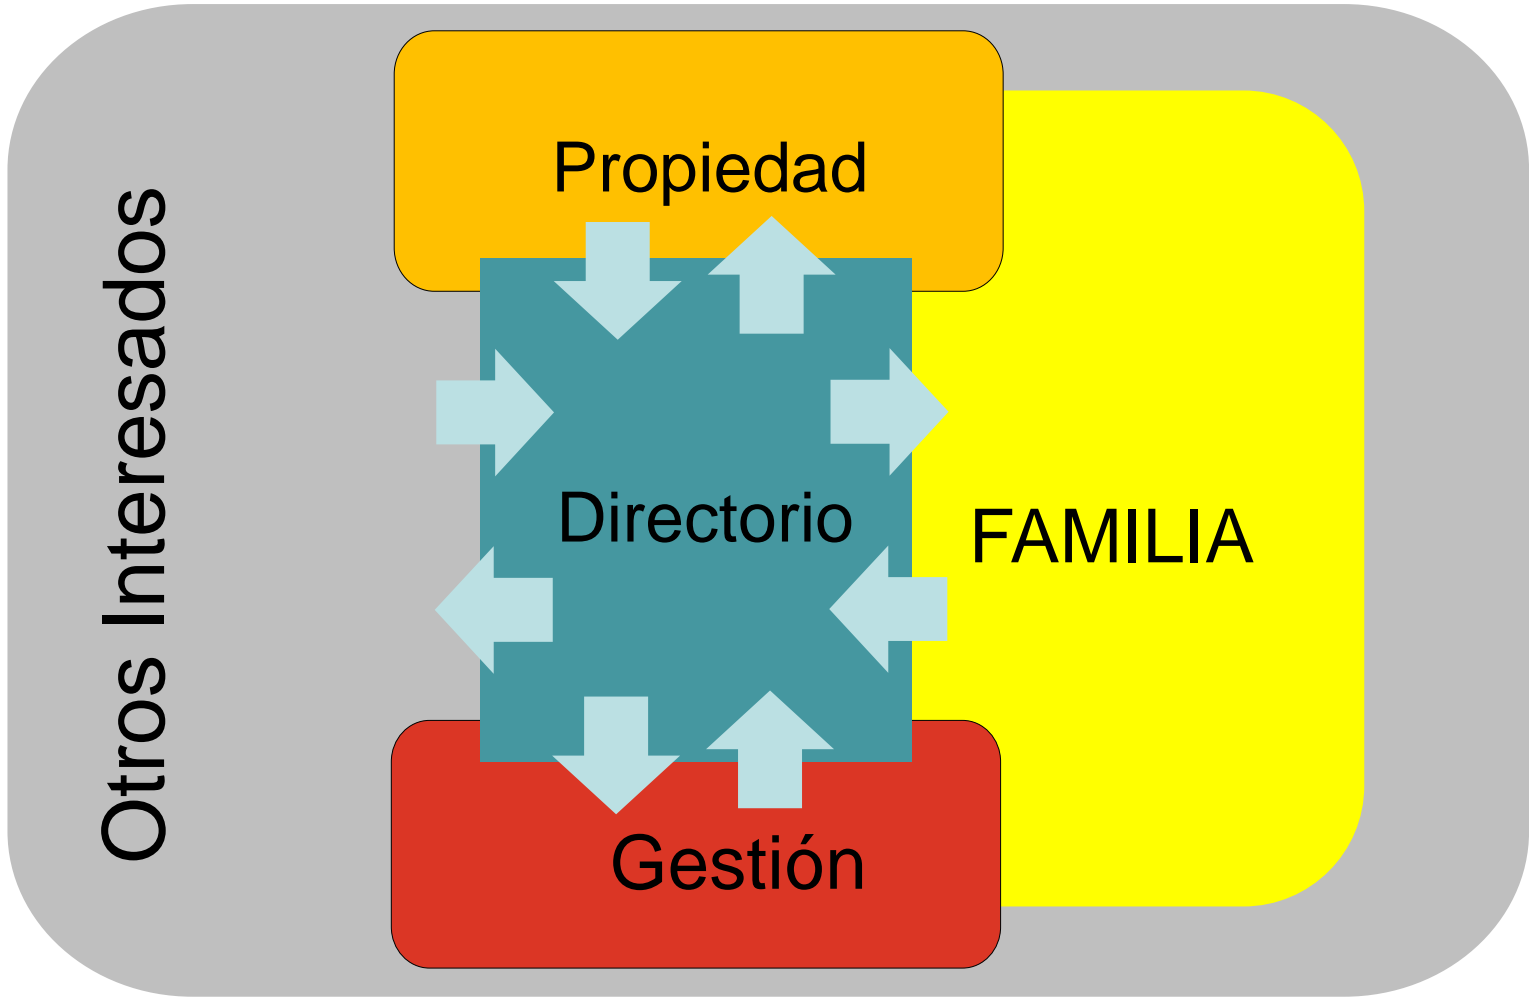 Propiedad
Otros Interesados
Directorio
FAMILIA
Gestión